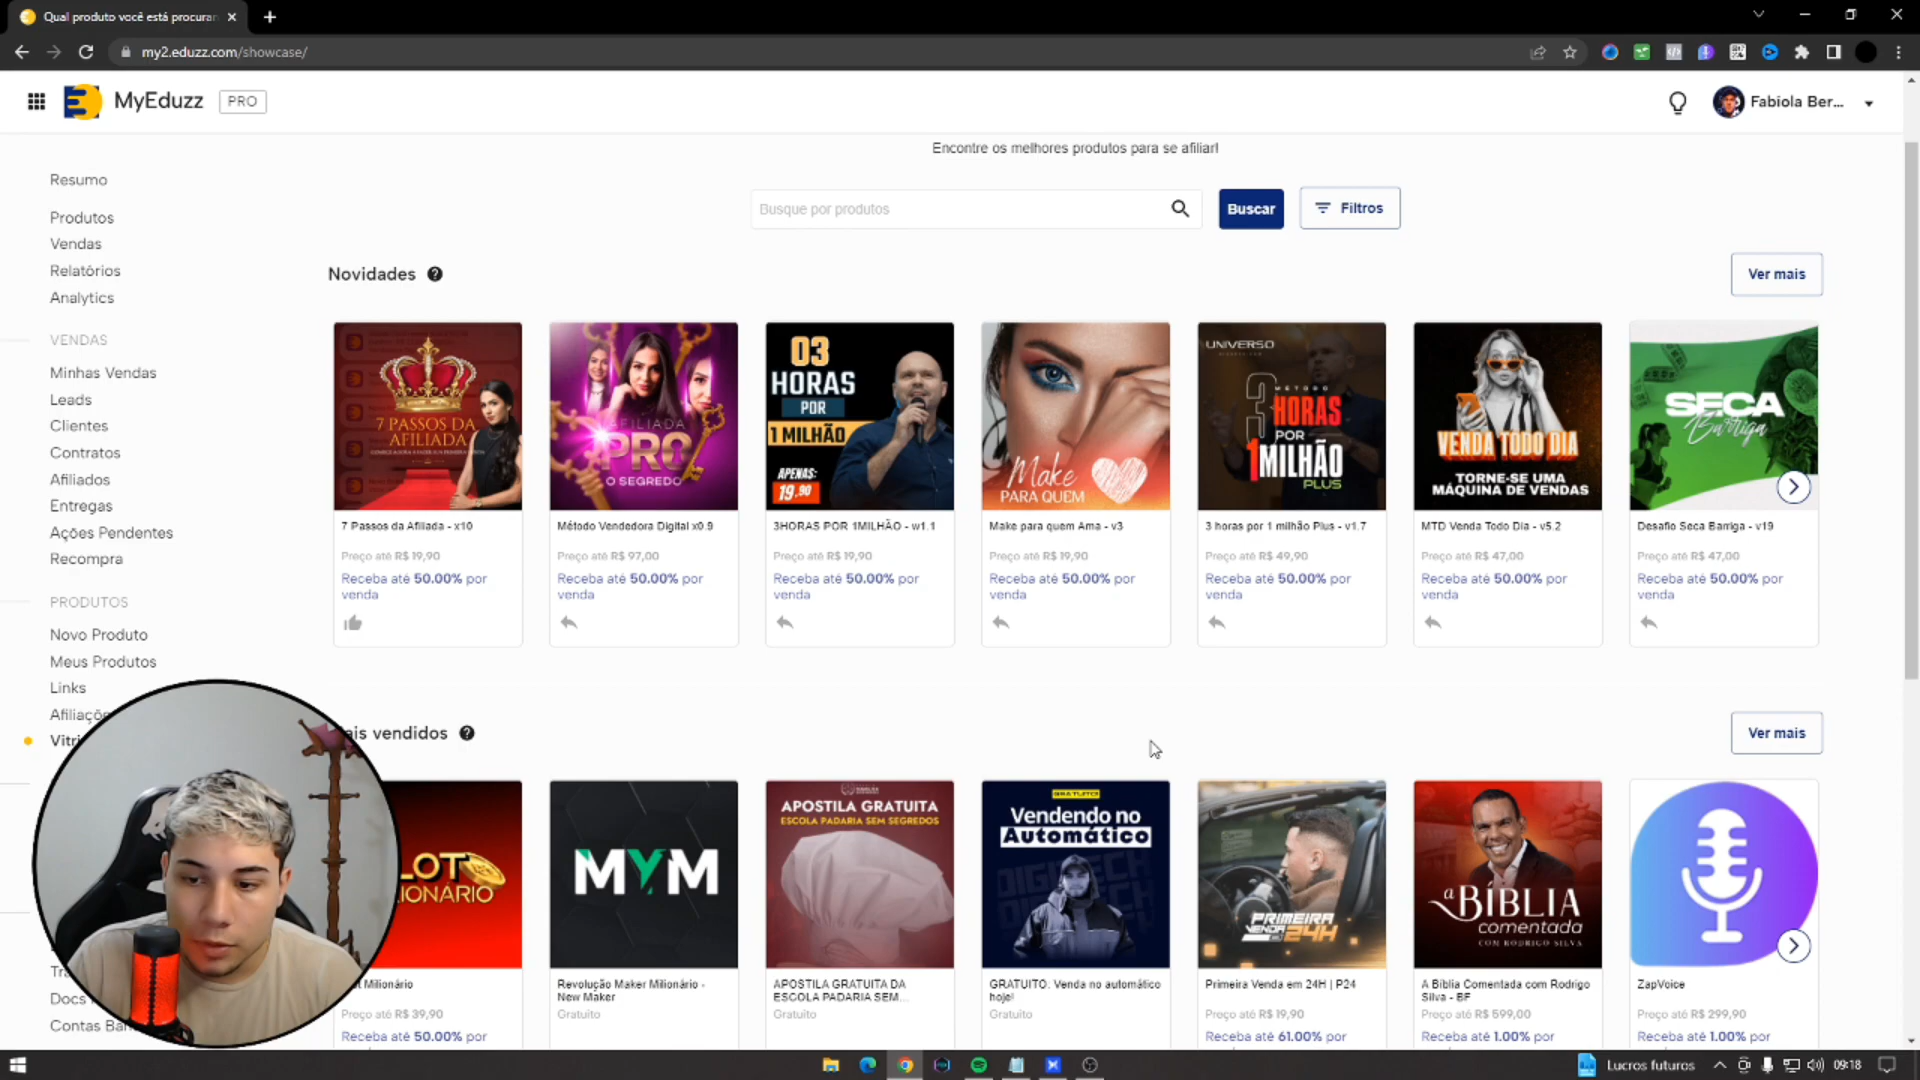 Qual produto você está procurar
my2.eduzz.com/showcase/
MyEduzz
PRO
Fabiola Ber...
Encontre os melhores produtos para se afiliar!
Busque por produtos
Buscar
Filtros
Resumo
Produtos
Vendas
Relatórios
Analytics
VENDAS
Minhas Vendas
Leads
Clientes
Contratos
Afiliados
Entregas
Ações Pendentes
Recompra
PRODUTOS
Novo Produto
Meus Produtos
Links
Novidades
Ver mais
7 PASSOS DA
AFILIADA
AFILIADA
PRO
O SEGREDO
03
HORAS
POR
1 MILHÃO
APENAS:
19,90
Make
PARA QUEM
UNIVERSO
MÉTODO
3 HORAS
POR
1MILHÃO
PLUS
VENDA TODO DIA
TORNE-SE UMA
MÁQUINA DE VENDAS
SECA
Barriga
7 Passos da Afiliada - x10
Preço até R$ 19,90
Receba até 50.00% por
venda
Método Vendedora Digital x0.9
Preço até R$ 97,00
Receba até 50.00% por
venda
3HORAS POR 1MILHÃO - w1.1
Preço até R$ 19,90
Receba até 50.00% por
venda
Make para quem Ama - v3
Preço até R$ 19,90
Receba até 50.00% por
venda
3 horas por 1 milhão Plus - v1.7
Preço até R$ 49,90
Receba até 50.00% por
venda
MTD Venda Todo Dia - v5.2
Preço até R$ 47,00
Receba até 50.00% por
venda
Desafio Seca Barriga - v19
Preço até R$ 47,00
Receba até 50.00% por
venda
ais vendidos
Ver mais
LOT
IONÁRIO
MYM
APOSTILA GRATUITA
ESCOLA PADARIA SEM SEGREDOS
GRATUITO
Vendendo no
Automático
PRIMEIRA
VENDA EM 24H
A BÍBLIA
comentada
COM RODRIGO SILVA
Milionário
Preço até R$ 39,90
Receba até 50.00% por
Revolução Maker Milionário -
New Maker
Gratuito
APOSTILA GRATUITA DA
ESCOLA PADARIA SEM...
Gratuito
GRATUITO. Venda no automático
hoje!
Gratuito
Primeira Venda em 24H | P24
Preço até R$ 19,90
Receba até 61.00% por
A Bíblia Comentada com Rodrigo
Silva - BF
Preço até R$ 599,00
Receba até 1.00% por
ZapVoice
Preço até R$ 299,90
Receba até 1.00% por
Docs
Contas Ban
Lucros futuros
09:18